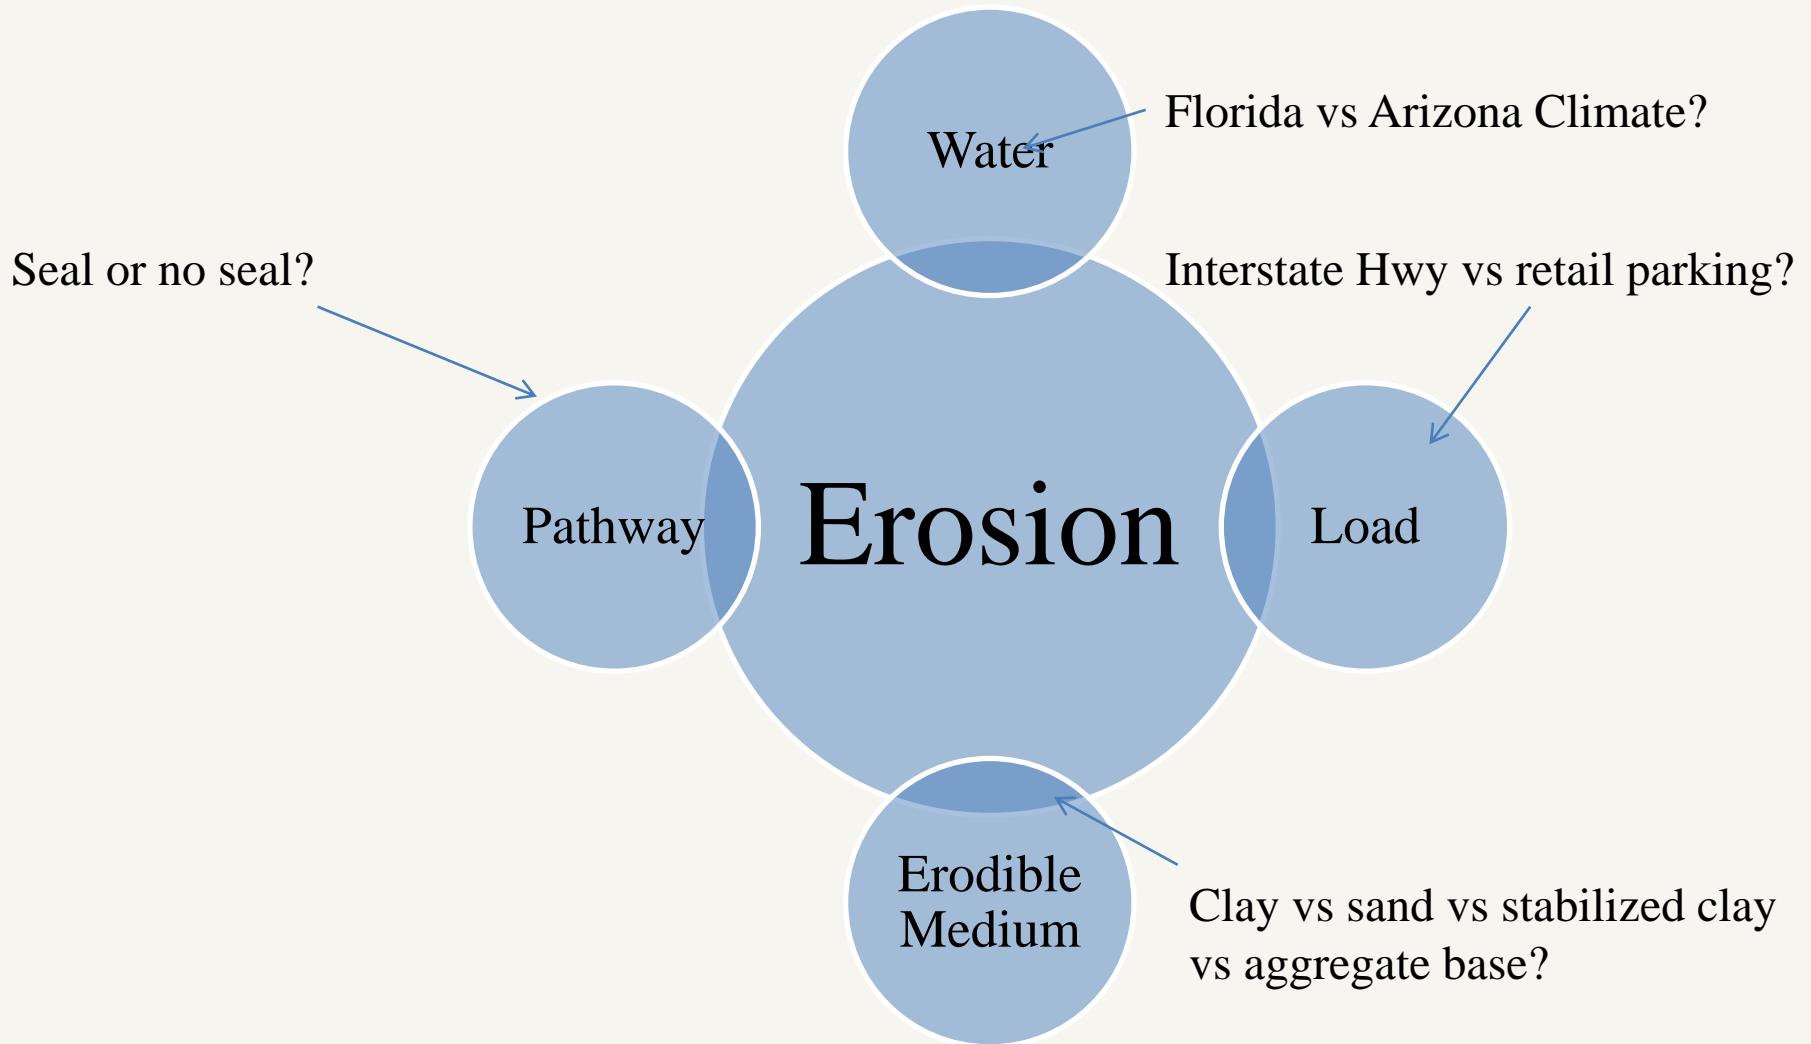 Florida vs Arizona Climate?
Water
Seal or no seal?
Interstate Hwy vs retail parking?
Pathway
Erosion
Load
Erodible
Medium
Clay vs sand vs stabilized clay
vs aggregate base?